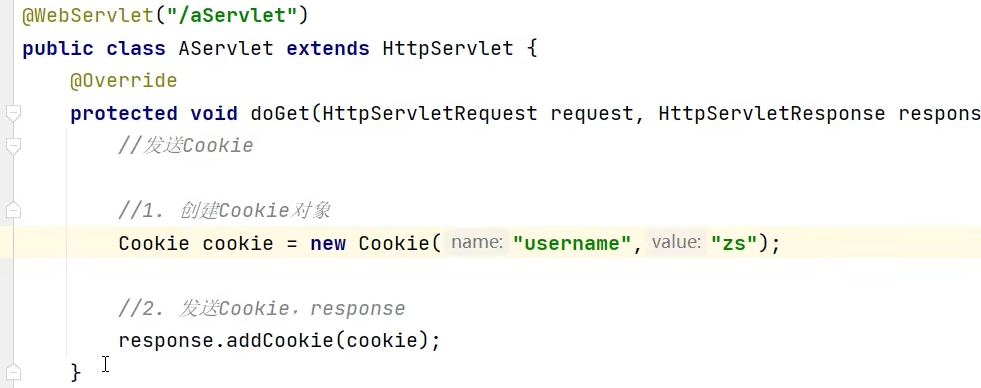 @WebServlet("/aServlet")
public class AServlet extends HttpServlet {
@Override
protected void doGet(HttpServletRequest request, HttpServletResponse respons
//发送Cookie
//1. 创建Cookie对象
Cookie cookie = new Cookie( name: "username", value: "zs");
//2. 发送Cookie，response
response.addCookie(cookie);
}